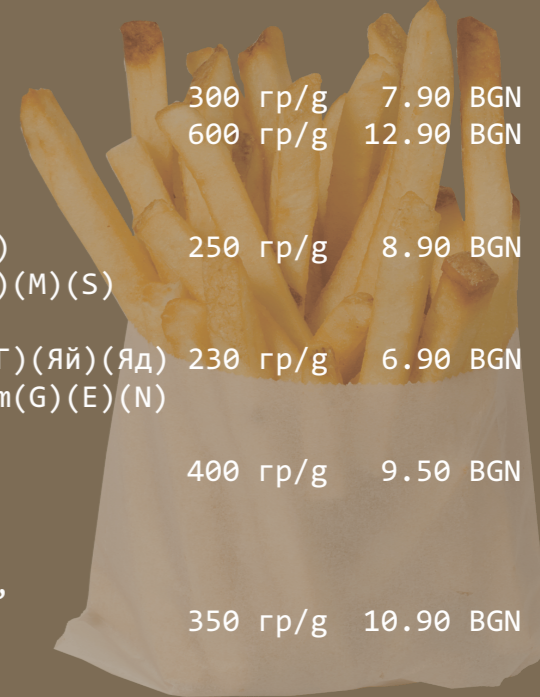 300 гр/g 7.90 BGN
600 гр/g 12.90 BGN
) 250 гр/g 8.90 BGN
)(M)(S)
Г)(Яй)(Яд) 230 гр/g 6.90 BGN
m(G)(E)(N)
400 гр/g 9.50 BGN
,
350 гр/g 10.90 BGN